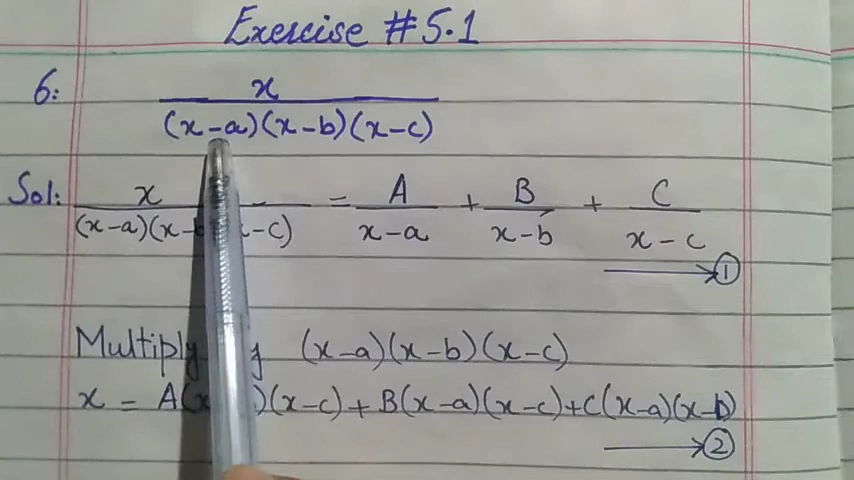 Exercise #5.1
6:
x
(x-a)(x-b)(x-c)
Sol: x / (x-a)(x- x-c) = A/x-a + B/x-b + C/x-c
→ ①
Multiply (x-a)(x-b)(x-c)
x = A(x )(x-c)+B(x-a)(x-c)+C(x-a)(x-b)
→ ②